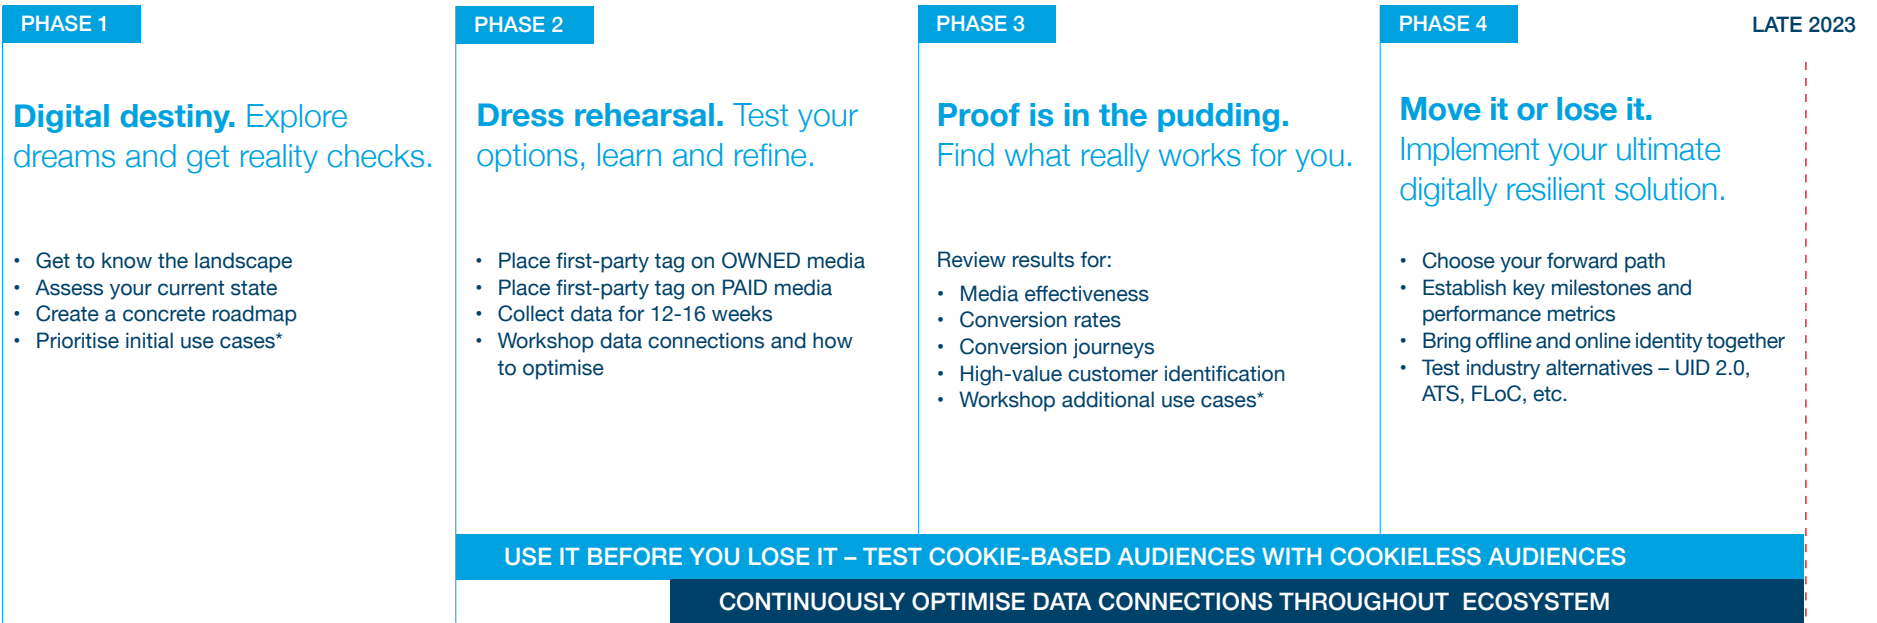 PHASE 1
Digital destiny. Explore
dreams and get reality checks.
• Get to know the landscape
• Assess your current state
• Create a concrete roadmap
• Prioritise initial use cases*
PHASE 2
Dress rehearsal. Test your
options, learn and refine.
• Place first-party tag on OWNED media
• Place first-party tag on PAID media
• Collect data for 12-16 weeks
• Workshop data connections and how
to optimise
PHASE 3
Proof is in the pudding.
Find what really works for you.
Review results for:
• Media effectiveness
• Conversion rates
• Conversion journeys
• High-value customer identification
• Workshop additional use cases*
PHASE 4
LATE 2023
Move it or lose it.
Implement your ultimate
digitally resilient solution.
• Choose your forward path
• Establish key milestones and
performance metrics
• Bring offline and online identity together
• Test industry alternatives – UID 2.0,
ATS, FLoC, etc.
USE IT BEFORE YOU LOSE IT – TEST COOKIE-BASED AUDIENCES WITH COOKIELESS AUDIENCES
CONTINUOUSLY OPTIMISE DATA CONNECTIONS THROUGHOUT ECOSYSTEM